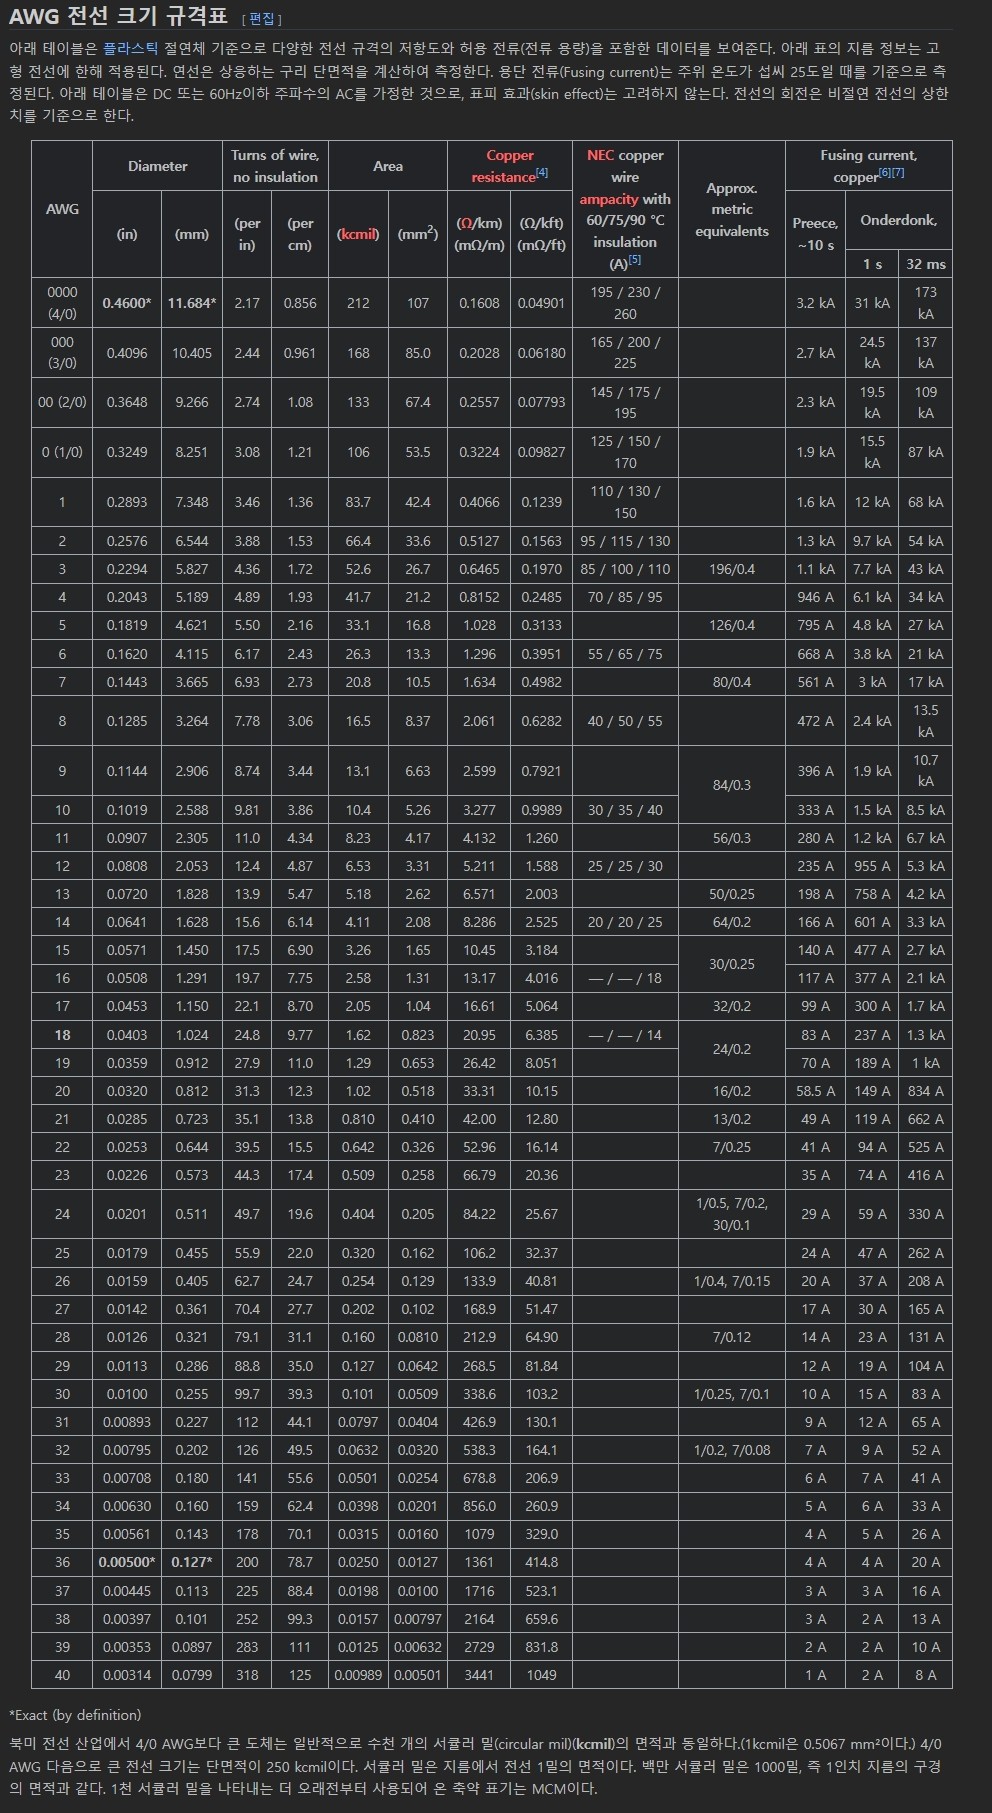 AWG 전선 크기 규격표 [ 편집 ]
아래 테이블은 플라스틱 절연체 기준으로 다양한 전선 규격의 저항도와 허용 전류(전류 용량)을 포함한 데이터를 보여준다. 아래 표의 지름 정보는 고
형 전선에 한해 적용된다. 연선은 상응하는 구리 단면적을 계산하여 측정한다. 용단 전류(Fusing current)는 주위 온도가 섭씨 25도일 때를 기준으로 측
정된다. 아래 테이블은 DC 또는 60Hz이하 주파수의 AC를 가정한 것으로, 표피 효과(skin effect)는 고려하지 않는다. 전선의 회전은 비절연 전선의 상한
치를 기준으로 한다.
AWG
Diameter
(in)
(mm)
Turns of wire,
no insulation
(per
in)
(per
cm)
Area
(kcmil)
(mm²)
Copper
resistance[4]
(Ω/km)
(mΩ/m)
(Ω/kft)
(mΩ/ft)
NEC copper
wire
ampacity with
60/75/90 °C
insulation
(A)[5]
Approx.
metric
equivalents
Fusing current,
copper[6][7]
Preece,
~10 s
Onderdonk,
1 s
32 ms
0000 (4/0) 0.4600* 11.684* 2.17 0.856 212 107 0.1608 0.04901 195 / 230 / 260 3.2 kA 31 kA 173 kA
000 (3/0) 0.4096 10.405 2.44 0.961 168 85.0 0.2028 0.06180 165 / 200 / 225 2.7 kA 24.5 kA 137 kA
00 (2/0) 0.3648 9.266 2.74 1.08 133 67.4 0.2557 0.07793 145 / 175 / 195 2.3 kA 19.5 kA 109 kA
0 (1/0) 0.3249 8.251 3.08 1.21 106 53.5 0.3224 0.09827 125 / 150 / 170 1.9 kA 15.5 kA 87 kA
1 0.2893 7.348 3.46 1.36 83.7 42.4 0.4066 0.1239 110 / 130 / 150 1.6 kA 12 kA 68 kA
2 0.2576 6.544 3.88 1.53 66.4 33.6 0.5127 0.1563 95 / 115 / 130 1.3 kA 9.7 kA 54 kA
3 0.2294 5.827 4.36 1.72 52.6 26.7 0.6465 0.1970 85 / 100 / 110 196/0.4 1.1 kA 7.7 kA 43 kA
4 0.2043 5.189 4.89 1.93 41.7 21.2 0.8152 0.2485 70 / 85 / 95 946 A 6.1 kA 34 kA
5 0.1819 4.621 5.50 2.16 33.1 16.8 1.028 0.3133 126/0.4 795 A 4.8 kA 27 kA
6 0.1620 4.115 6.17 2.43 26.3 13.3 1.296 0.3951 55 / 65 / 75 668 A 3.8 kA 21 kA
7 0.1443 3.665 6.93 2.73 20.8 10.5 1.634 0.4982 80/0.4 561 A 3 kA 17 kA
8 0.1285 3.264 7.78 3.06 16.5 8.37 2.061 0.6282 40 / 50 / 55 472 A 2.4 kA 13.5 kA
9 0.1144 2.906 8.74 3.44 13.1 6.63 2.599 0.7921 84/0.3 396 A 1.9 kA 10.7 kA
10 0.1019 2.588 9.81 3.86 10.4 5.26 3.277 0.9989 30 / 35 / 40 333 A 1.5 kA 8.5 kA
11 0.0907 2.305 11.0 4.34 8.23 4.17 4.132 1.260 56/0.3 280 A 1.2 kA 6.7 kA
12 0.0808 2.053 12.4 4.87 6.53 3.31 5.211 1.588 25 / 25 / 30 235 A 955 A 5.3 kA
13 0.0720 1.828 13.9 5.47 5.18 2.62 6.571 2.003 50/0.25 198 A 758 A 4.2 kA
14 0.0641 1.628 15.6 6.14 4.11 2.08 8.286 2.525 20 / 20 / 25 64/0.2 166 A 601 A 3.3 kA
15 0.0571 1.450 17.5 6.90 3.26 1.65 10.45 3.184 30/0.25 140 A 477 A 2.7 kA
16 0.0508 1.291 19.7 7.75 2.58 1.31 13.17 4.016 — / — / 18 117 A 377 A 2.1 kA
17 0.0453 1.150 22.1 8.70 2.05 1.04 16.61 5.064 32/0.2 99 A 300 A 1.7 kA
18 0.0403 1.024 24.8 9.77 1.62 0.823 20.95 6.385 — / — / 14 24/0.2 83 A 237 A 1.3 kA
19 0.0359 0.912 27.9 11.0 1.29 0.653 26.42 8.051 70 A 189 A 1 kA
20 0.0320 0.812 31.3 12.3 1.02 0.518 33.31 10.15 16/0.2 58.5 A 149 A 834 A
21 0.0285 0.723 35.1 13.8 0.810 0.410 42.00 12.80 13/0.2 49 A 119 A 662 A
22 0.0253 0.644 39.5 15.5 0.642 0.326 52.96 16.14 7/0.25 41 A 94 A 525 A
23 0.0226 0.573 44.3 17.4 0.509 0.258 66.79 20.36 35 A 74 A 416 A
24 0.0201 0.511 49.7 19.6 0.404 0.205 84.22 25.67 1/0.5, 7/0.2, 30/0.1 29 A 59 A 330 A
25 0.0179 0.455 55.9 22.0 0.320 0.162 106.2 32.37 24 A 47 A 262 A
26 0.0159 0.405 62.7 24.7 0.254 0.129 133.9 40.81 1/0.4, 7/0.15 20 A 37 A 208 A
27 0.0142 0.361 70.4 27.7 0.202 0.102 168.9 51.47 17 A 30 A 165 A
28 0.0126 0.321 79.1 31.1 0.160 0.0810 212.9 64.90 7/0.12 14 A 23 A 131 A
29 0.0113 0.286 88.8 35.0 0.127 0.0642 268.5 81.84 12 A 19 A 104 A
30 0.0100 0.255 99.7 39.3 0.101 0.0509 338.6 103.2 1/0.25, 7/0.1 10 A 15 A 83 A
31 0.00893 0.227 112 44.1 0.0797 0.0404 426.9 130.1 9 A 12 A 65 A
32 0.00795 0.202 126 49.5 0.0632 0.0320 538.3 164.1 1/0.2, 7/0.08 7 A 9 A 52 A
33 0.00708 0.180 141 55.6 0.0501 0.0254 678.8 206.9 6 A 7 A 41 A
34 0.00630 0.160 159 62.4 0.0398 0.0201 856.0 260.9 5 A 6 A 33 A
35 0.00561 0.143 178 70.1 0.0315 0.0160 1079 329.0 4 A 5 A 26 A
36 0.00500* 0.127* 200 78.7 0.0250 0.0127 1361 414.8 4 A 4 A 20 A
37 0.00445 0.113 225 88.4 0.0198 0.0100 1716 523.1 3 A 3 A 16 A
38 0.00397 0.101 252 99.3 0.0157 0.00797 2164 659.6 3 A 2 A 13 A
39 0.00353 0.0897 283 111 0.0125 0.00632 2729 831.8 2 A 2 A 10 A
40 0.00314 0.0799 318 125 0.00989 0.00501 3441 1049 1 A 2 A 8 A
*Exact (by definition)
북미 전선 산업에서 4/0 AWG보다 큰 도체는 일반적으로 수천 개의 서큘러 밀(circular mil)(kcmil)의 면적과 동일하다.(1kcmil은 0.5067 mm²이다.) 4/0
AWG 다음으로 큰 전선 크기는 단면적이 250 kcmil이다. 서큘러 밀은 지름에서 전선 1밀의 면적이다. 백만 서큘러 밀은 1000밀, 즉 1인치 지름의 구경
의 면적과 같다. 1천 서큘러 밀을 나타내는 더 오래전부터 사용되어 온 축약 표기는 MCM이다.